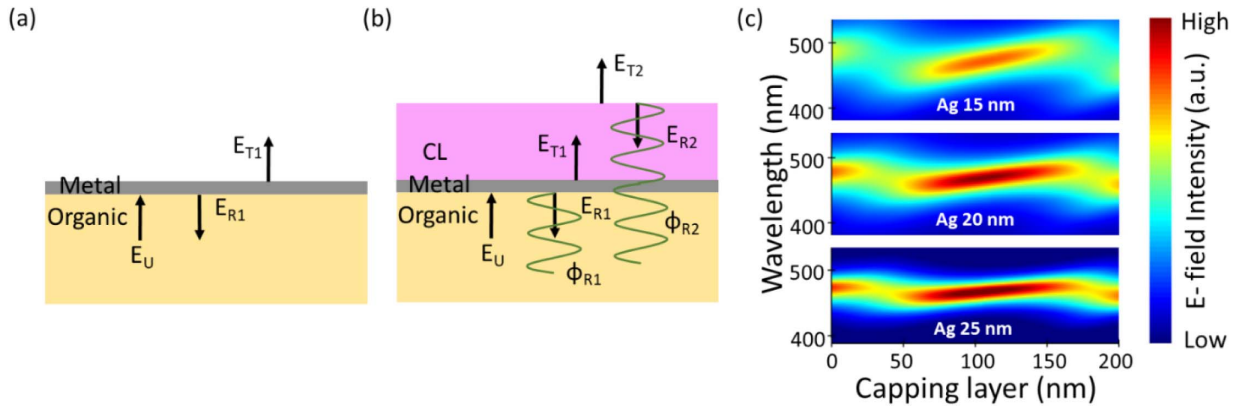 (a)
E_T1
Metal
Organic
E_R1
E_U
(b)
E_T2
CL
E_T1
E_R2
Metal
Organic
E_R1
E_U
ϕ_R1
ϕ_R2
(c)
Wavelength (nm)
500
400
Ag 15 nm
500
400
Ag 20 nm
500
400
Ag 25 nm
0
50
100
150
200
Capping layer (nm)
High
E- field Intensity (a.u.)
Low